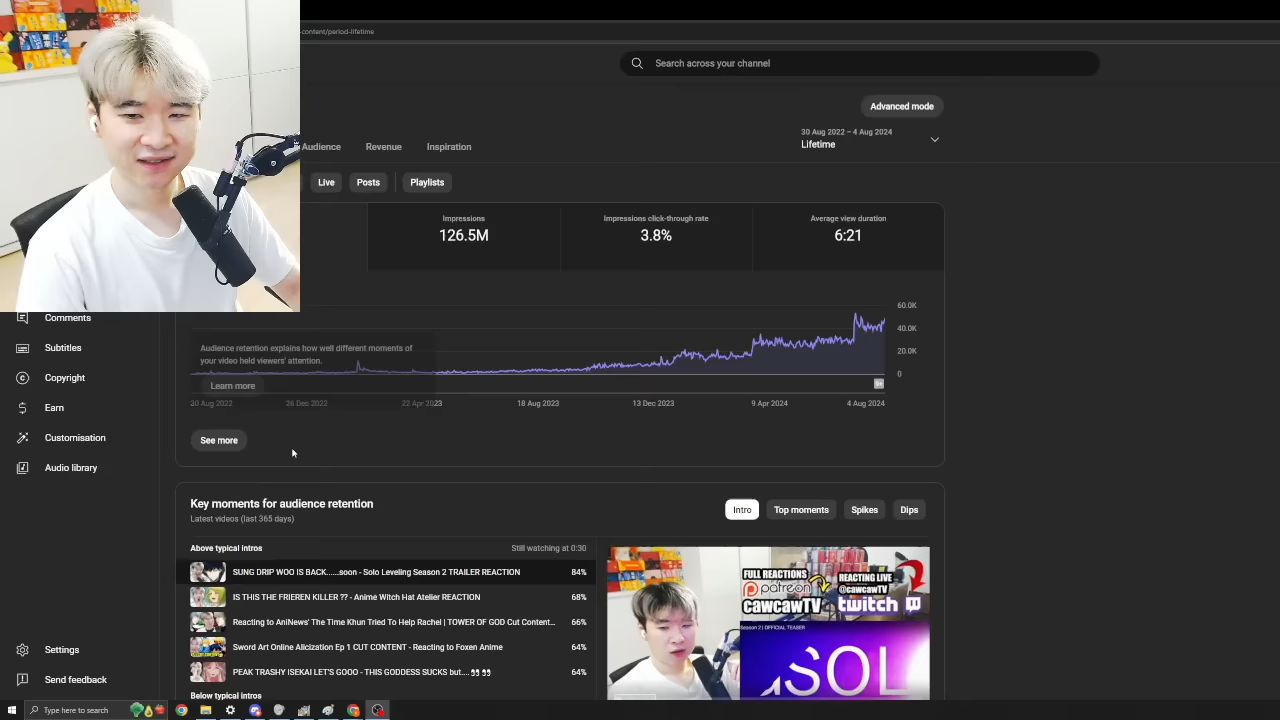 content/period-lifetime
Search across your channel
Advanced mode
30 Aug 2022 – 4 Aug 2024
Lifetime
Audience
Revenue
Inspiration
Live
Posts
Playlists
Impressions
126.5M
Impressions click-through rate
3.8%
Average view duration
6:21
60.0K
40.0K
20.0K
0
Audience retention explains how well different moments of
your video held viewers' attention.
Learn more
30 Aug 2022
26 Dec 2022
22 Apr 2023
18 Aug 2023
13 Dec 2023
9 Apr 2024
4 Aug 2024
See more
Comments
Subtitles
Copyright
Earn
Customisation
Audio library
Settings
Send feedback
Key moments for audience retention
Latest videos (last 365 days)
Intro
Top moments
Spikes
Dips
Above typical intros
Still watching at 0:30
SUNG DRIP WOO IS BACK......soon - Solo Leveling Season 2 TRAILER REACTION
84%
IS THIS THE FRIEREN KILLER ?? - Anime Witch Hat Atelier REACTION
68%
Reacting to AniNews' The Time Khun Tried To Help Rachel | TOWER OF GOD Cut Content...
66%
Sword Art Online Alicization Ep 1 CUT CONTENT - Reacting to Foxen Anime
64%
PEAK TRASHY ISEKAI LET'S GOOO - THIS GODDESS SUCKS but.... 👀 👀
64%
Below typical intros
FULL REACTIONS
patreon
cawcawTV
REACTING LIVE
@cawcawTV
twitch
Season 2 | OFFICIAL TEASER
SOL
Type here to search